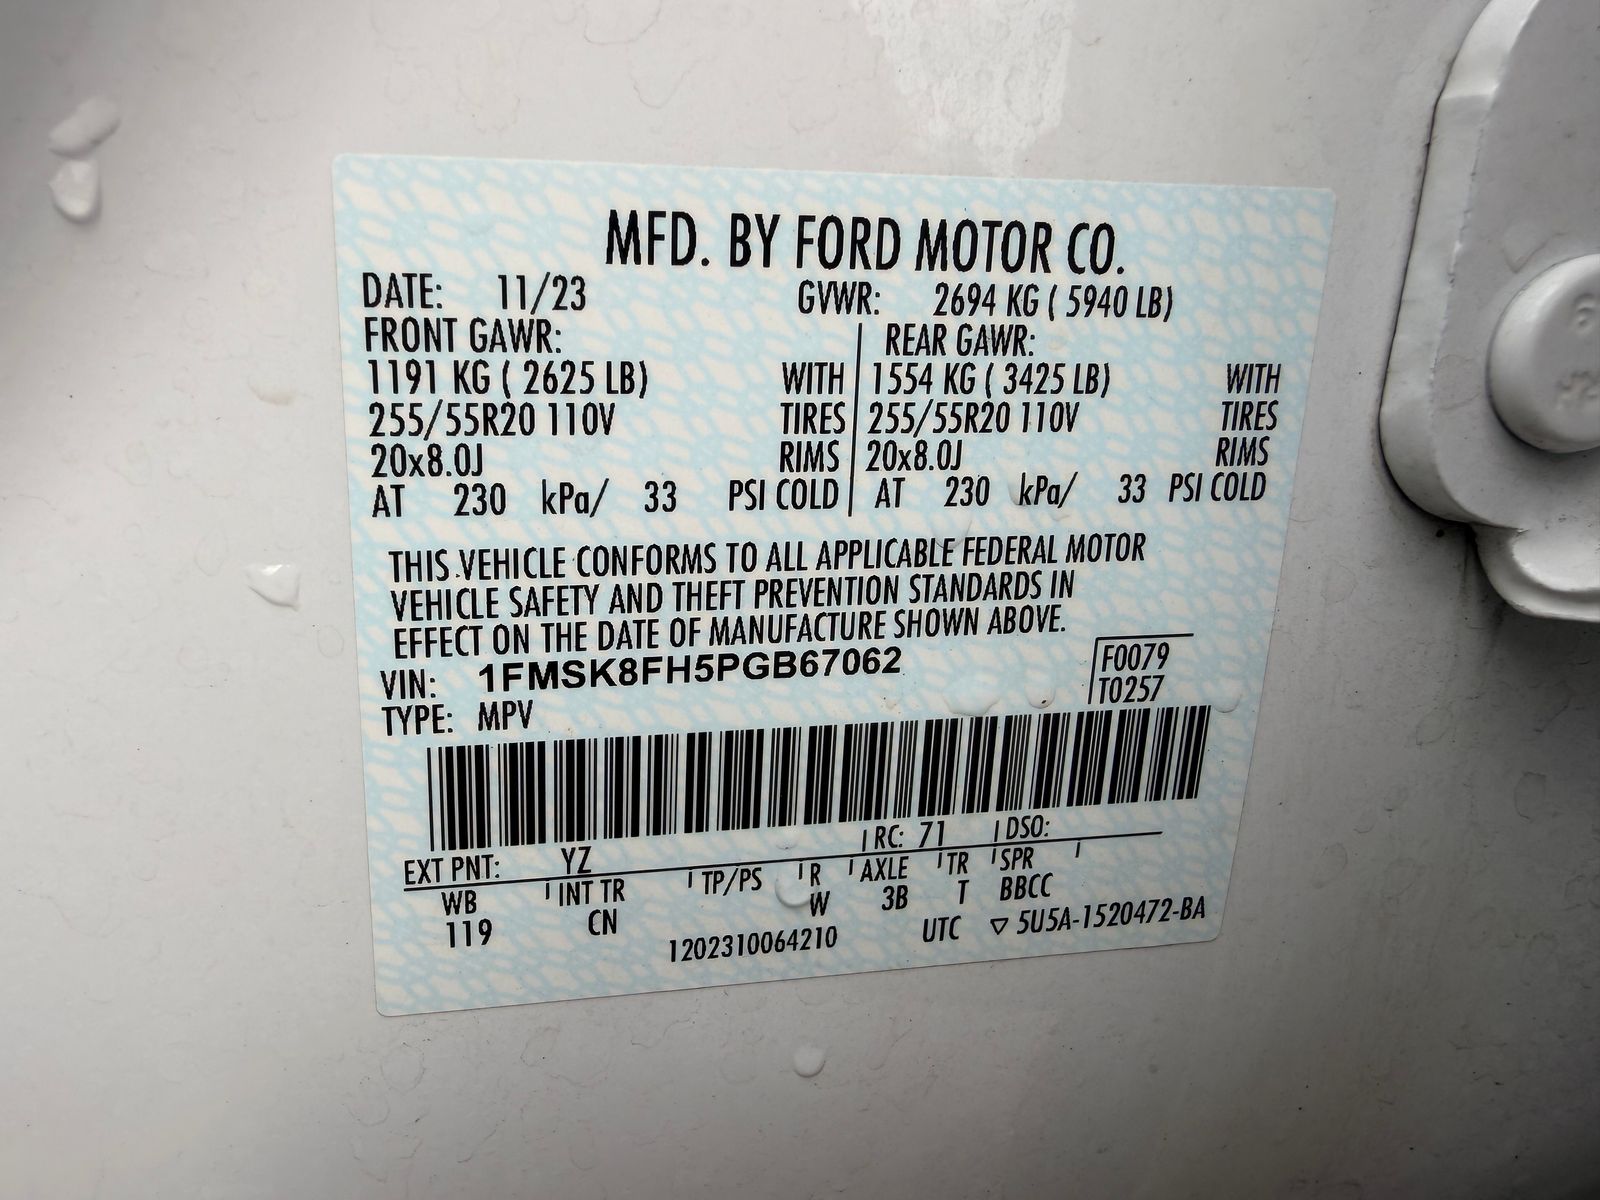 MFD. BY FORD MOTOR CO.
DATE: 11/23 GVWR: 2694 KG ( 5940 LB)
FRONT GAWR: REAR GAWR:
1191 KG ( 2625 LB) WITH 1554 KG ( 3425 LB) WITH
255/55R20 110V TIRES 255/55R20 110V TIRES
20x8.0J RIMS 20x8.0J RIMS
AT 230 kPa/ 33 PSI COLD AT 230 kPa/ 33 PSI COLD
THIS VEHICLE CONFORMS TO ALL APPLICABLE FEDERAL MOTOR
VEHICLE SAFETY AND THEFT PREVENTION STANDARDS IN
EFFECT ON THE DATE OF MANUFACTURE SHOWN ABOVE.
VIN: 1FMSK8FH5PGB67062 F0079
TYPE: MPV T0257
EXT PNT: YZ RC: 71 DSO:
WB INT TR TP/PS R AXLE TR SPR
119 CN W 3B T BBCC
1202310064210 UTC ▽ 5U5A-1520472-BA